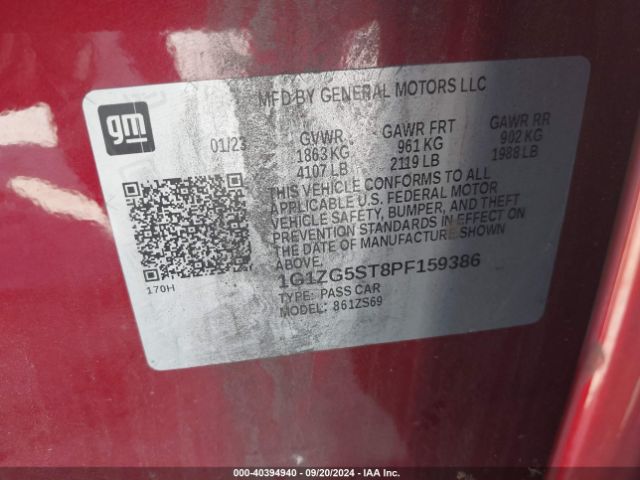 MFD BY GENERAL MOTORS LLC
gm
01/23
GVWR
1863 KG
4107 LB
GAWR FRT
961 KG
2119 LB
GAWR RR
902 KG
1988 LB
THIS VEHICLE CONFORMS TO ALL
APPLICABLE U.S. FEDERAL MOTOR
VEHICLE SAFETY, BUMPER, AND THEFT
PREVENTION STANDARDS IN EFFECT ON
THE DATE OF MANUFACTURE SHOWN
ABOVE.
1G1ZG5ST8PF159386
TYPE: PASS CAR
MODEL: 861ZS69
170H
000-40394940 - 09/20/2024 - IAA Inc.